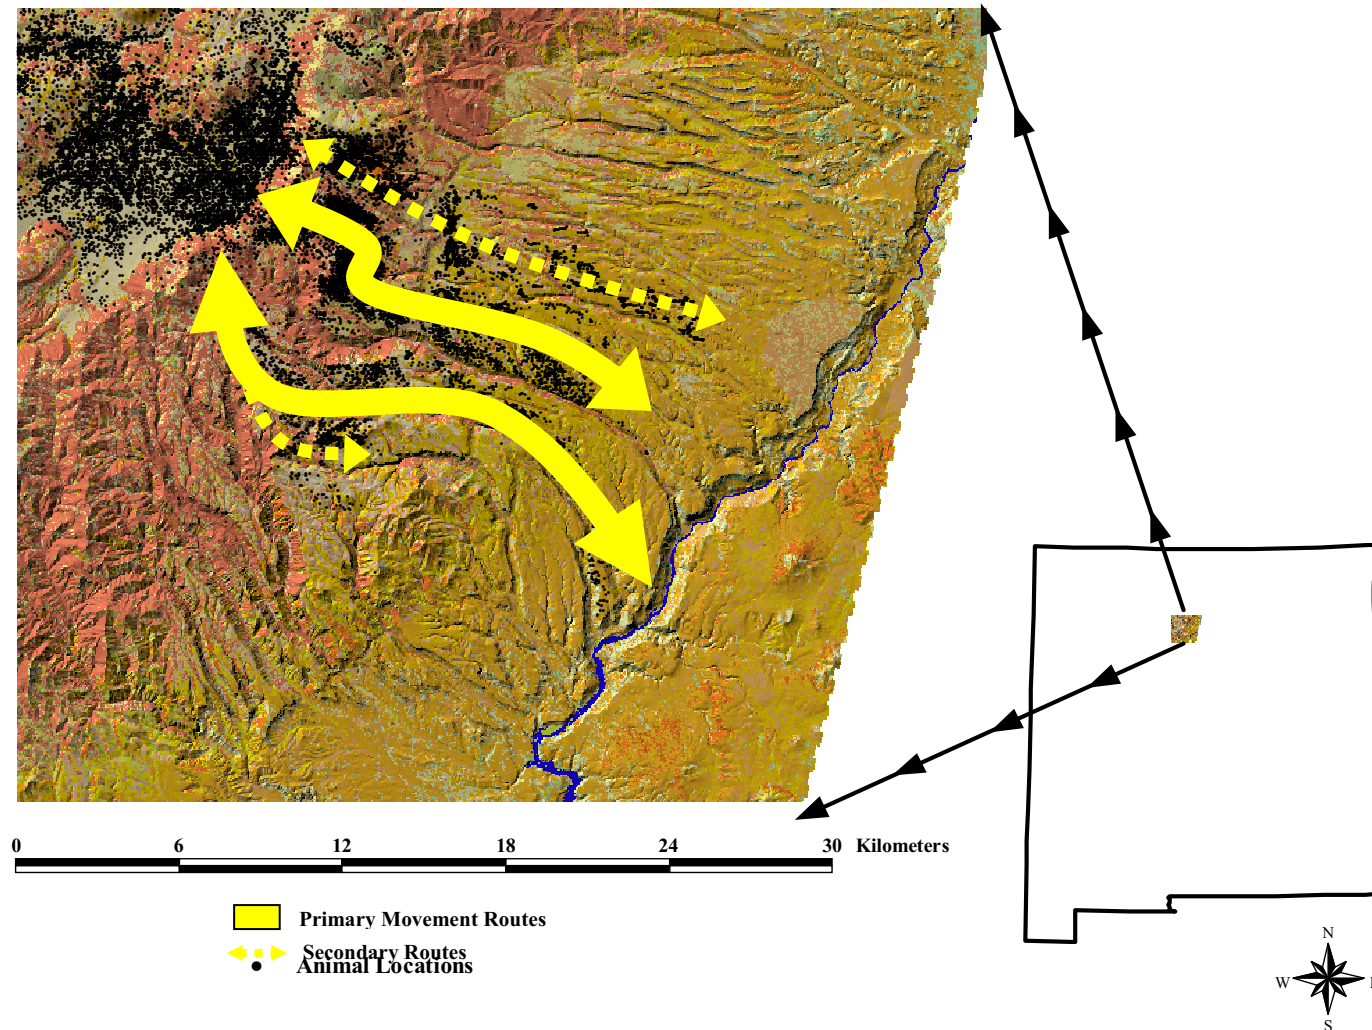 0 6 12 18 24 30 Kilometers
Primary Movement Routes
Secondary Routes
Animal Locations
N
W
S